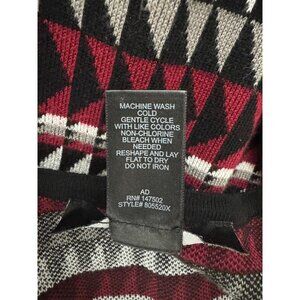 MACHINE WASH
COLD
GENTLE CYCLE
WITH LIKE COLORS
NON-CHLORINE
BLEACH WHEN
NEEDED
RESHAPE AND LAY
FLAT TO DRY
DO NOT IRON
AD
RN# 147502
STYLE# 805520X